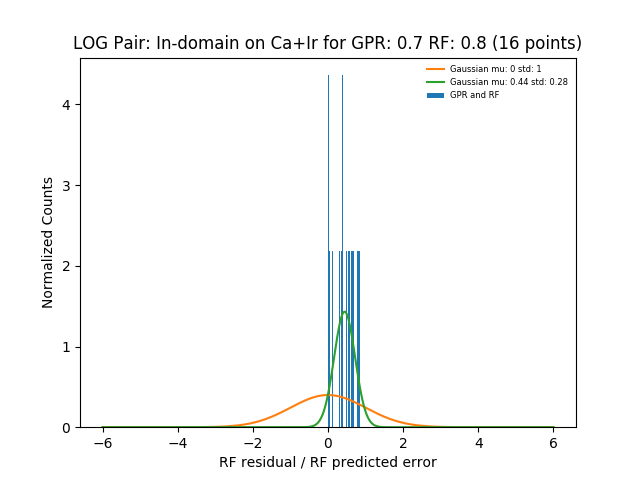 LOG Pair: In-domain on Ca+Ir for GPR: 0.7 RF: 0.8 (16 points)
Gaussian mu: 0 std: 1
Gaussian mu: 0.44 std: 0.28
GPR and RF
Normalized Counts
4
3
2
1
0
−6
−4
−2
0
2
4
6
RF residual / RF predicted error